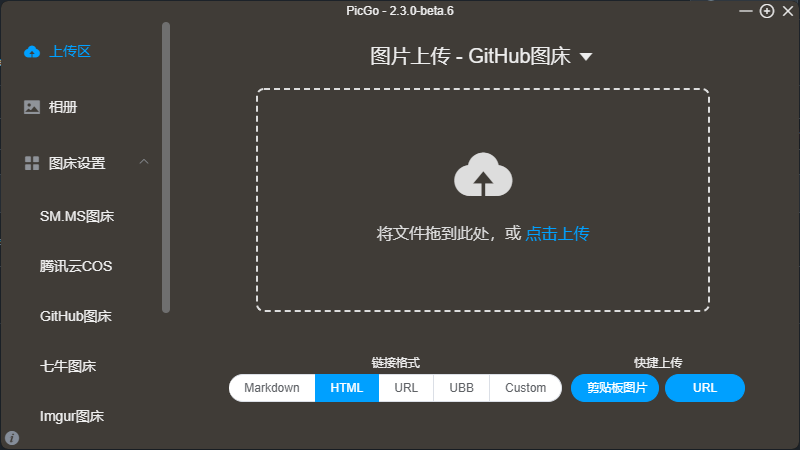 PicGo - 2.3.0-beta.6
上传区
相册
图床设置
SM.MS图床
腾讯云COS
GitHub图床
七牛图床
Imgur图床
图片上传 - GitHub图床
将文件拖到此处，或 点击上传
链接格式
Markdown HTML URL UBB Custom
快捷上传
剪贴板图片 URL